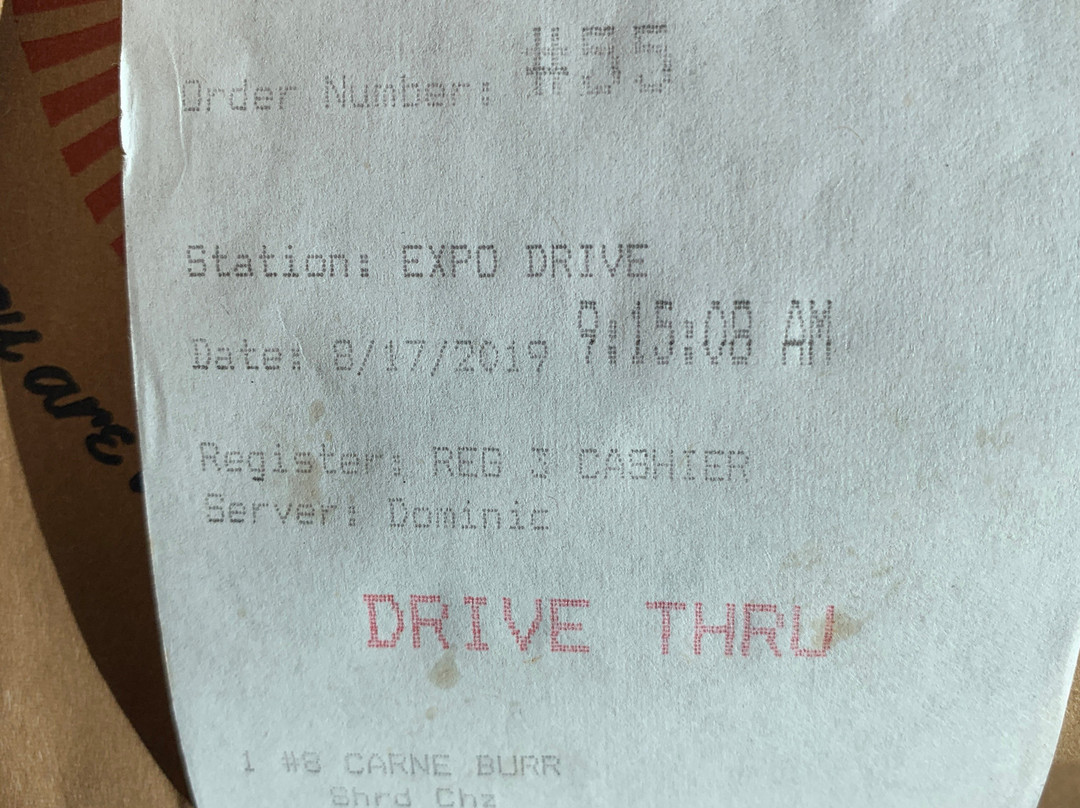 Order Number: #55
Station: EXPO DRIVE
Date: 8/17/2019 9:15:08 AM
Register: REG 3 CASHIER
Server: Dominic
DRIVE THRU
1 #8 CARNE BURR
Shrd Chz
are